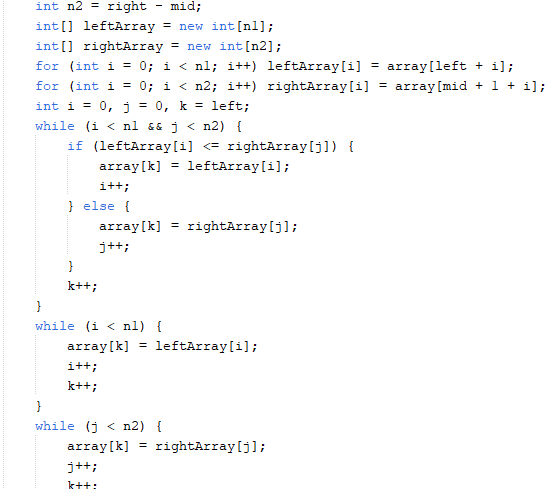 int n2 = right - mid;
int[] leftArray = new int[n1];
int[] rightArray = new int[n2];
for (int i = 0; i < n1; i++) leftArray[i] = array[left + i];
for (int i = 0; i < n2; i++) rightArray[i] = array[mid + 1 + i];
int i = 0, j = 0, k = left;
while (i < n1 && j < n2) {
if (leftArray[i] <= rightArray[j]) {
array[k] = leftArray[i];
i++;
} else {
array[k] = rightArray[j];
j++;
}
k++;
}
while (i < n1) {
array[k] = leftArray[i];
i++;
k++;
}
while (j < n2) {
array[k] = rightArray[j];
j++;
k++;